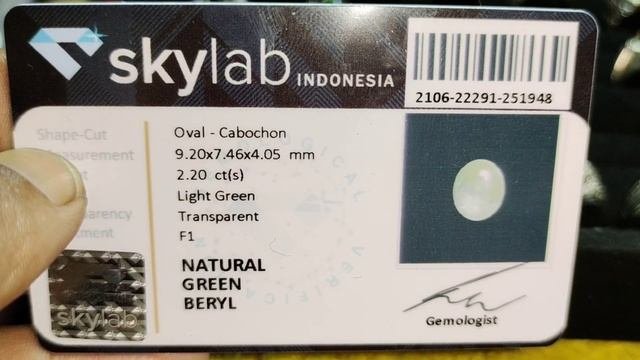 skylab INDONESIA
2106-22291-251948
Shape-Cut Oval - Cabochon
9.20x7.46x4.05 mm
2.20 ct(s)
Light Green
Transparent
F1
NATURAL
GREEN
BERYL
skylab
Gemologist